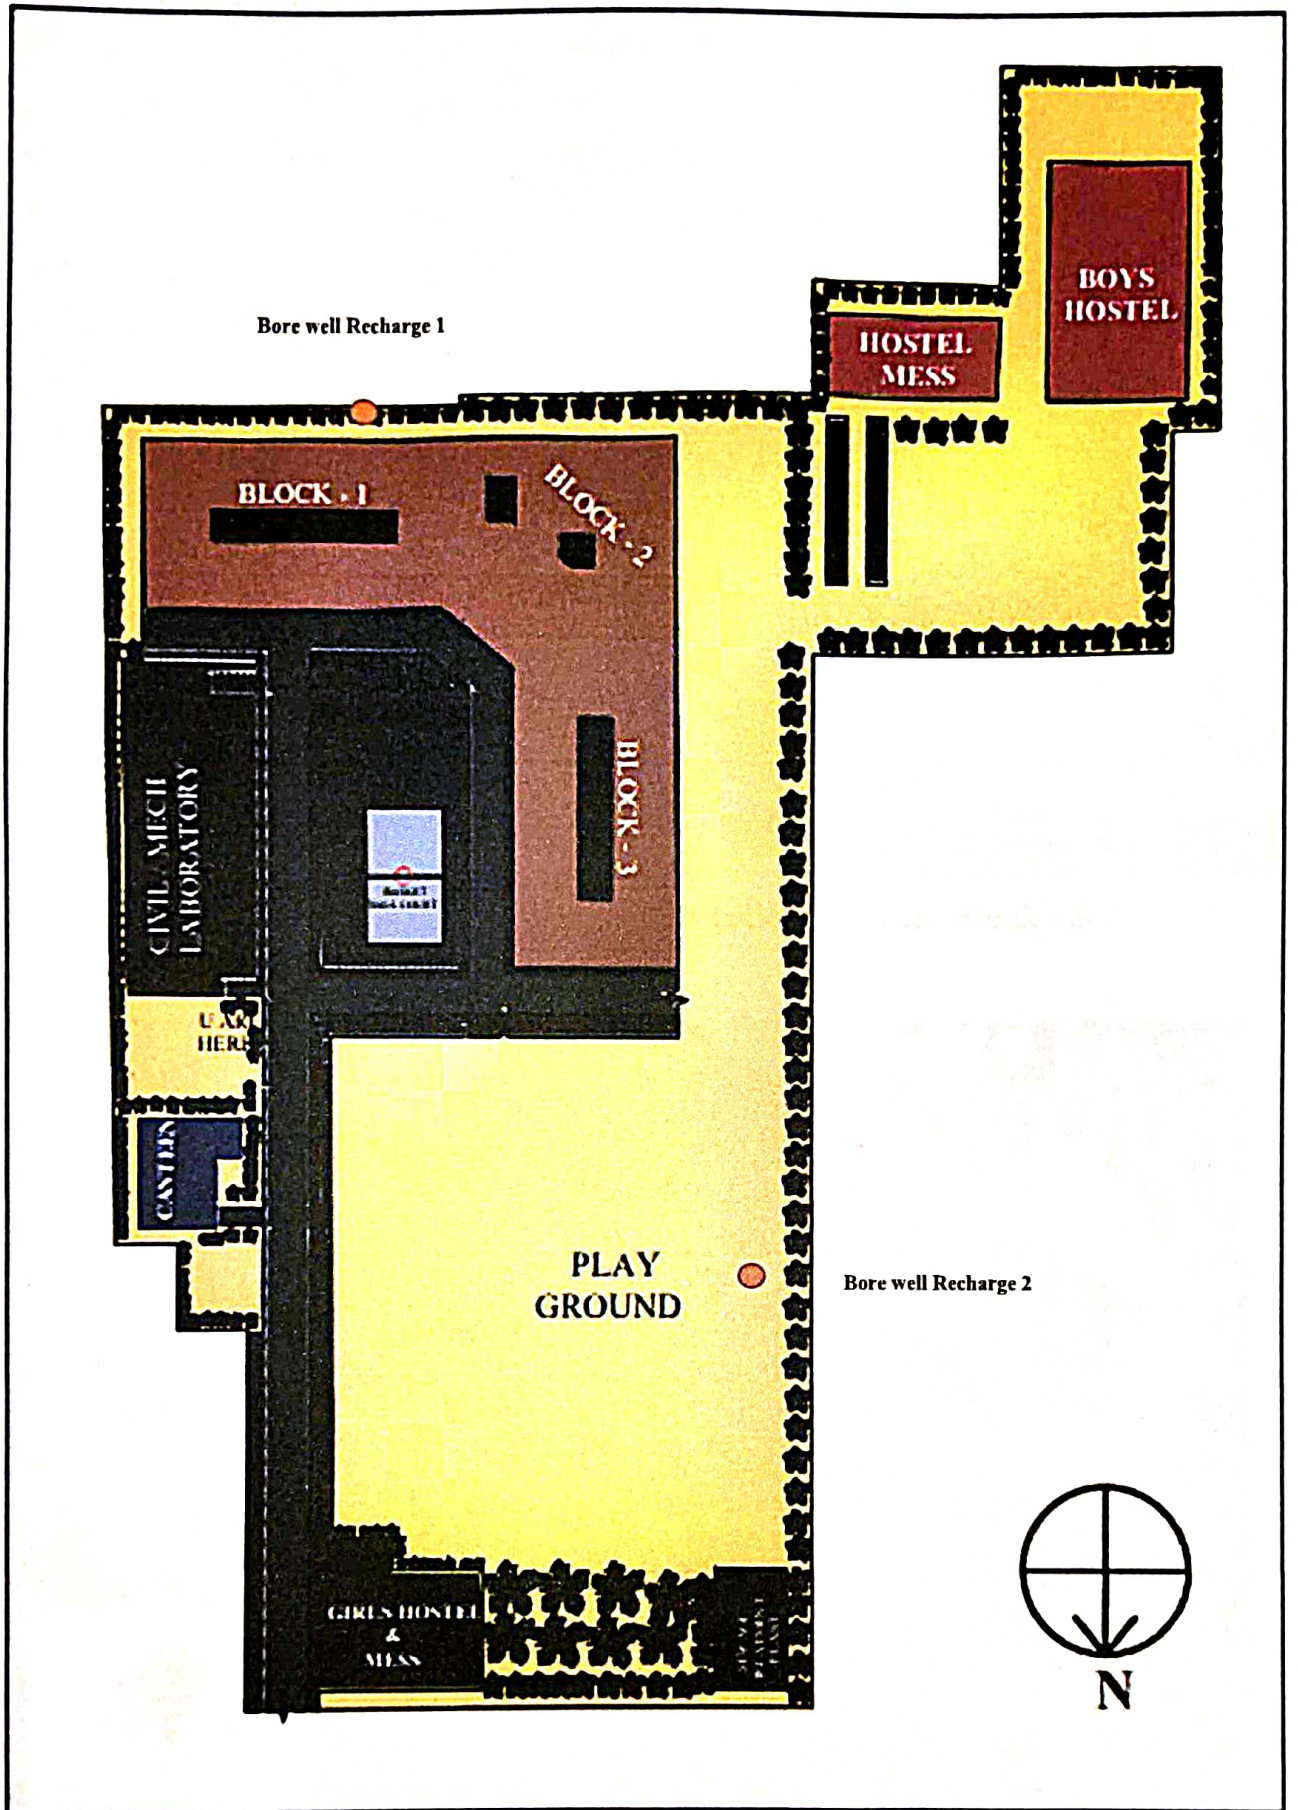 Bore well Recharge 1
BOYS
HOSTEL
HOSTEL
MESS
BLOCK - 1
BLOCK - 2
BLOCK - 3
CIVIL, MECH
LABORATORY
HERE
PLAY
GROUND
Bore well Recharge 2
GIRLS HOSTEL
&
MESS
N